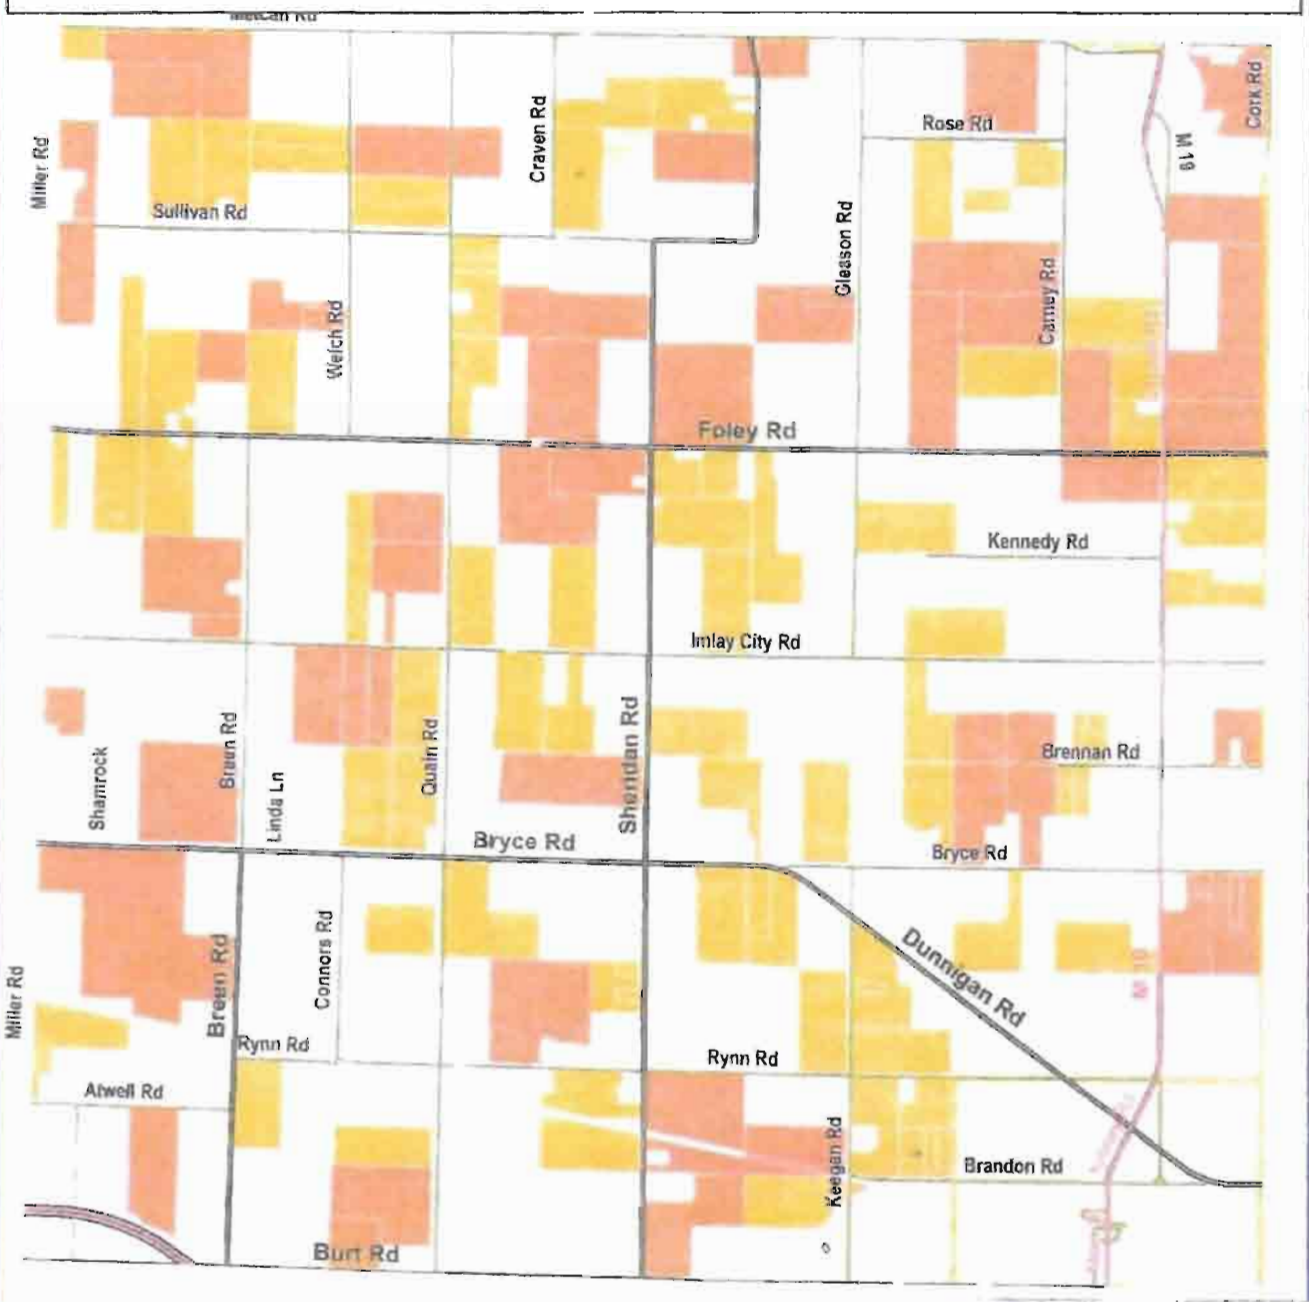 Cork Rd
Rose Rd
Craven Rd
M 19
Miller Rd
Sullivan Rd
Gleason Rd
Carney Rd
Welch Rd
Foley Rd
Kennedy Rd
Imlay City Rd
Breen Rd
Quain Rd
Sheridan Rd
Brennan Rd
Shamrock
Linda Ln
Bryce Rd
Bryce Rd
Connors Rd
Dunnigan Rd
Breen Rd
Miller Rd
M 19
Rynn Rd
Rynn Rd
Atwell Rd
Keegan Rd
Brandon Rd
Burt Rd